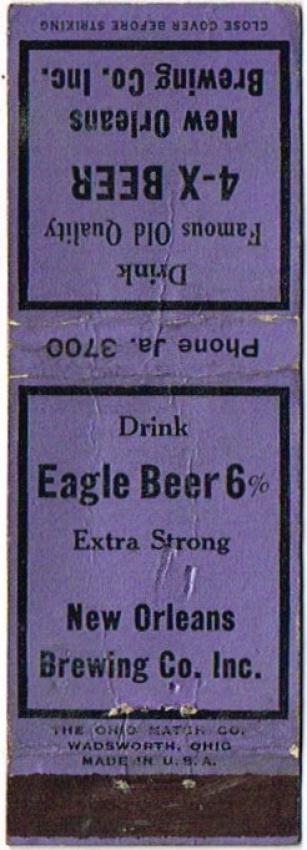 CLOSE COVER BEFORE STRIKING
Drink
Famous Old Quality
4-X BEER
New Orleans
Brewing Co. Inc.
Phone Ja. 3700
Drink
Eagle Beer 6%
Extra Strong
New Orleans
Brewing Co. Inc.
THE OHIO MATCH CO.
WADSWORTH, OHIO
MADE IN U.S.A.